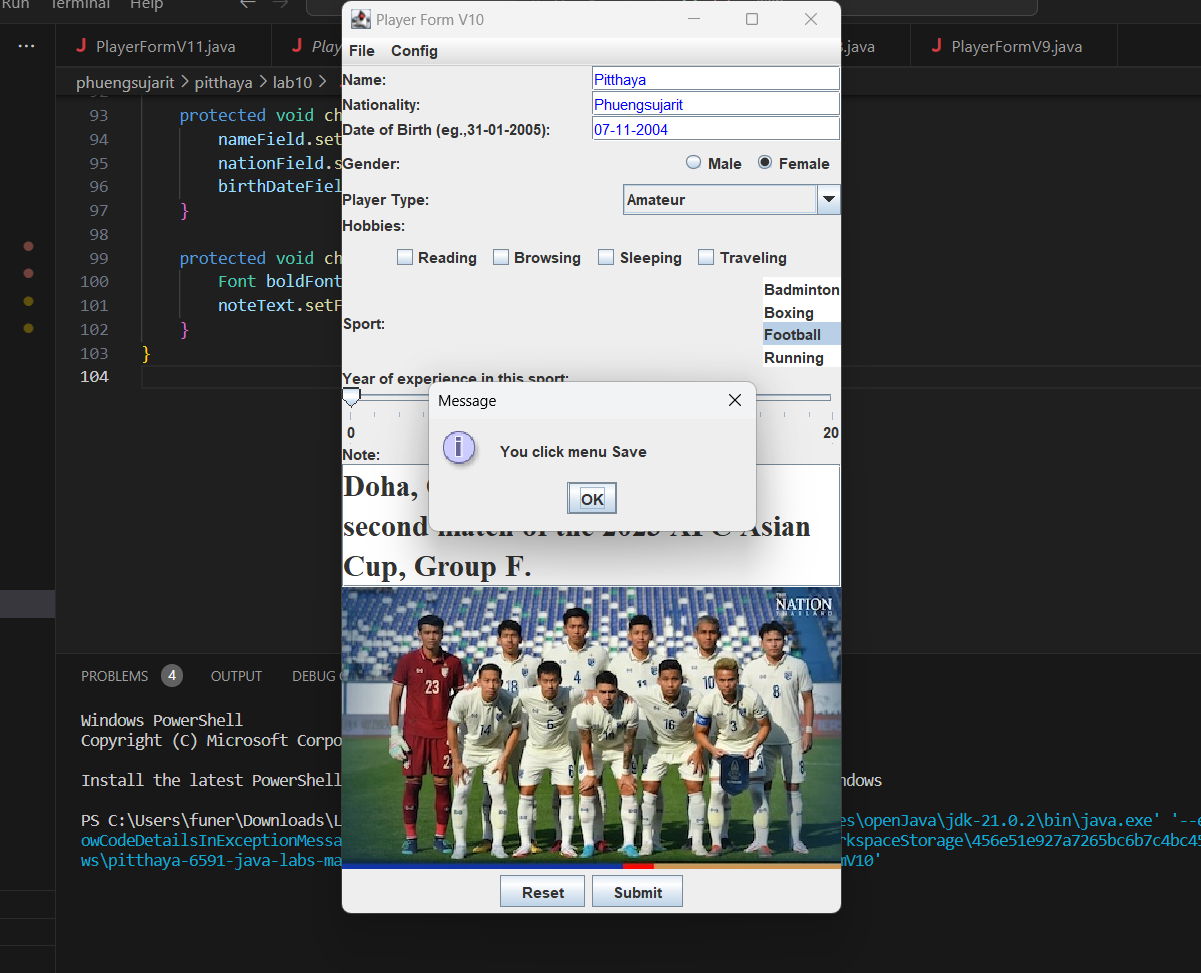 Run Terminal Help
Player Form V10
PlayerFormV11.java
PlayerFormV9.java
phuengsujarit > pitthaya > lab10 >
File Config
Name: Pitthaya
Nationality: Phuengsujarit
Date of Birth (eg.,31-01-2005): 07-11-2004
Gender: Male Female
Player Type: Amateur
Hobbies:
Reading Browsing Sleeping Traveling
Sport:
Badminton
Boxing
Football
Running
Year of experience in this sport:
0 20
Message
You click menu Save
OK
Note:
Doha,
second match of the 2023 AFC Asian
Cup, Group F.
THE NATION
THAILAND
23
18
4
11
10
8
14
6
16
3
Reset Submit
93 protected void
94 nameField.set
95 nationField.
96 birthDateFiel
97 }
98
99 protected void
100 Font boldFont
101 noteText.setF
102 }
103 }
104
PROBLEMS 4 OUTPUT DEBUG
Windows PowerShell
Copyright (C) Microsoft Corpo
Install the latest PowerShell
PS C:\Users\funer\Downloads\L
es\openJava\jdk-21.0.2\bin\java.exe' '--e
owCodeDetailsInExceptionMessa
rkspaceStorage\456e51e927a7265bc6b7c4bc45
ws\pitthaya-6591-java-labs-ma
mV10'